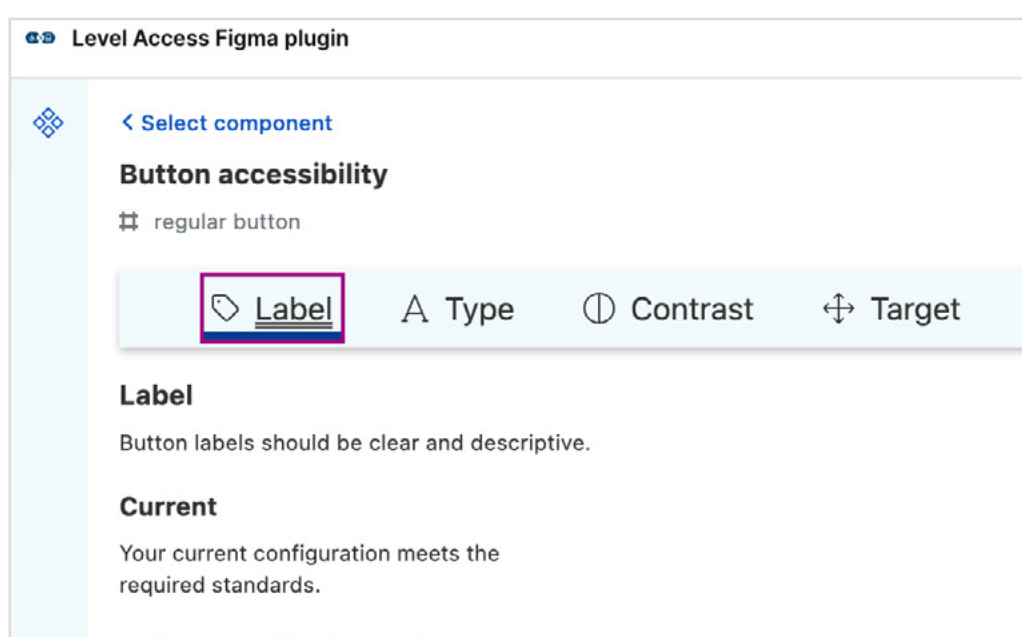 Level Access Figma plugin
Select component
Button accessibility
regular button
Label Type Contrast Target
Label
Button labels should be clear and descriptive.
Current
Your current configuration meets the
required standards.